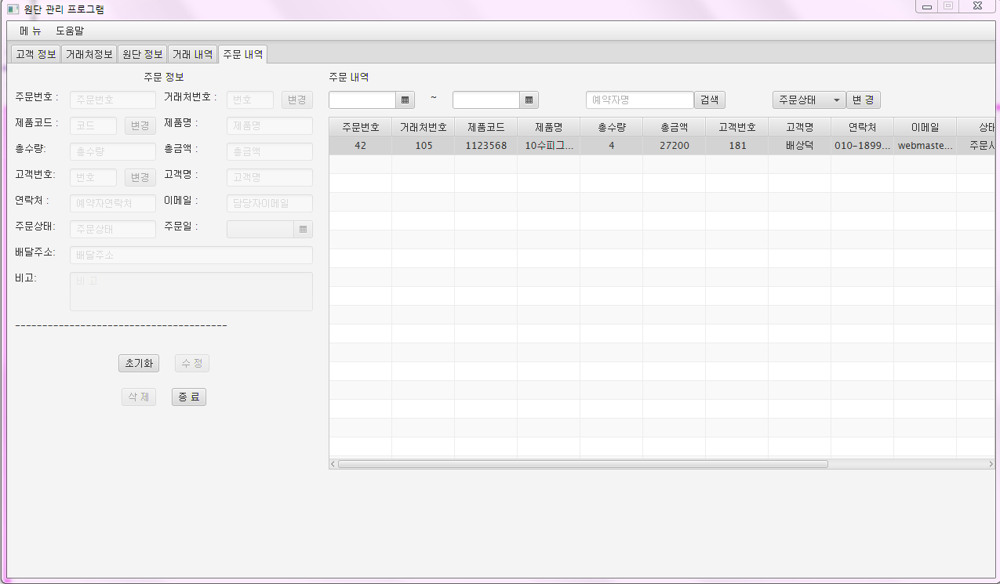 원단 관리 프로그램
메 뉴 도움말
고객 정보 거래처정보 원단 정보 거래 내역 주문 내역
주문 정보
주문번호 : 주문번호 거래처번호 : 번호 변경
제품코드 : 코드 변경 제품명 : 제품명
총수량: 총수량 총금액 : 총금액
고객번호: 번호 변경 고객명 : 고객명
연락처 : 예약자연락처 이메일 : 담당자이메일
주문상태: 주문상태 주문일 :
배달주소: 배달주소
비고: 비 고
---------------------------------------
초기화 수 정
삭 제 종 료
주문 내역
~ 예약자명 검색 주문상태 변 경
주문번호 거래처번호 제품코드 제품명 총수량 총금액 고객번호 고객명 연락처 이메일
42 105 1123568 10수피그... 4 27200 181 배상덕 010-1899... webmaste... 주문